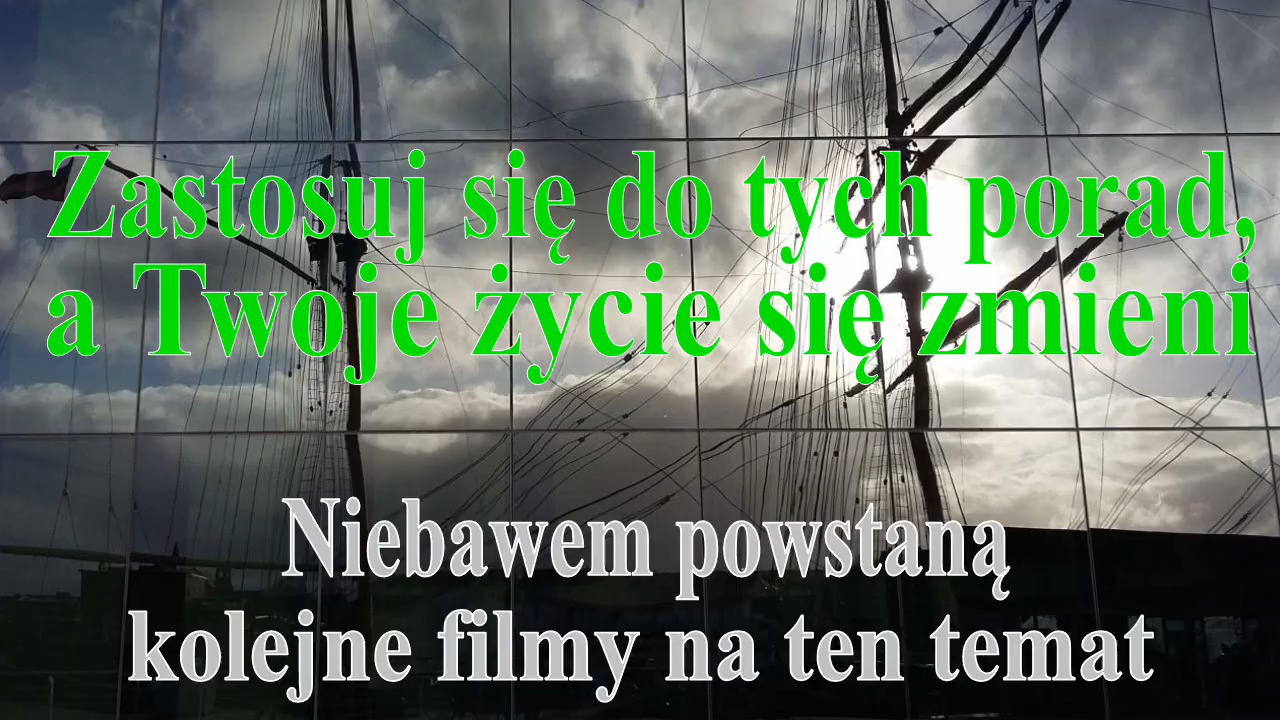 Zastosuj się do tych porad,
a Twoje życie się zmieni
Niebawem powstaną
kolejne filmy na ten temat